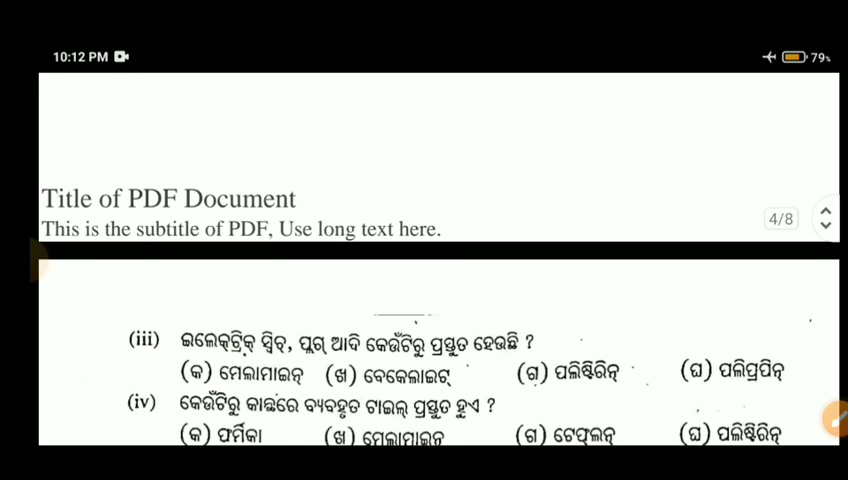 10:12 PM
79%
Title of PDF Document
This is the subtitle of PDF, Use long text here.
4/8
(iii) ଇଲେକ୍ଟ୍ରିକ୍ ସ୍ୱିଚ୍, ପ୍ଲଗ୍ ଆଦି କେଉଁଟିରୁ ପ୍ରସ୍ତୁତ ହେଉଛି ?
(କ) ମେଲାମାଇନ୍ (ଖ) ବେକେଲାଇଟ୍ (ଗ) ପଲିଷ୍ଟିରିନ୍ (ଘ) ପଲିପ୍ରପିନ୍
(iv) କେଉଁଟିରୁ କାନ୍ଥରେ ବ୍ୟବହୃତ ଟାଇଲ୍ ପ୍ରସ୍ତୁତ ହୁଏ ?
(କ) ଫର୍ମିକା (ଖ) ମେଲାମାଇନ୍ (ଗ) ଟେଫ୍ଲନ୍ (ଘ) ପଲିଷ୍ଟିରିନ୍